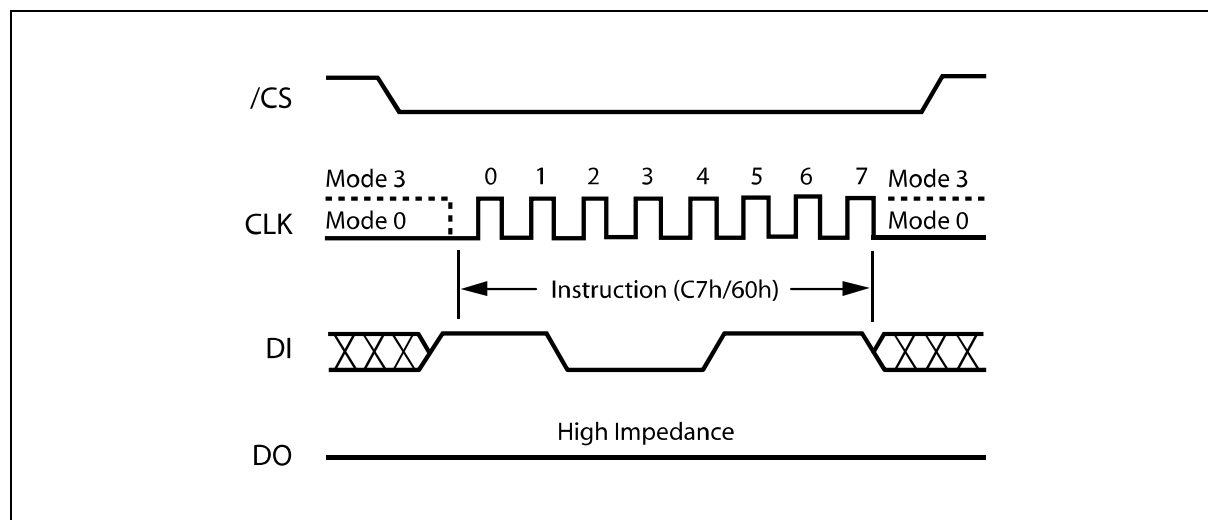 /CS
Mode 3 0 1 2 3 4 5 6 7 Mode 3
CLK Mode 0 Mode 0
Instruction (C7h/60h)
DI
High Impedance
DO